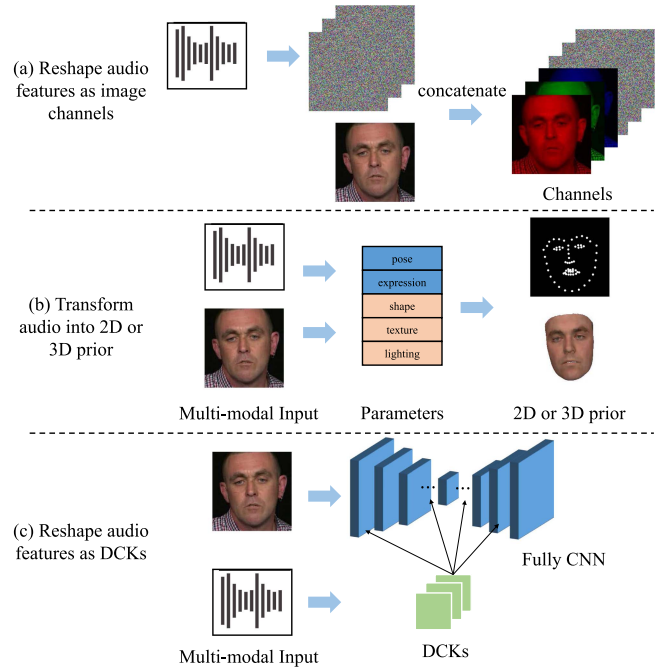 (a) Reshape audio
features as image
channels
concatenate
Channels
(b) Transform
audio into 2D or
3D prior
pose
expression
shape
texture
lighting
Multi-modal Input
Parameters
2D or 3D prior
(c) Reshape audio
features as DCKs
Fully CNN
Multi-modal Input
DCKs